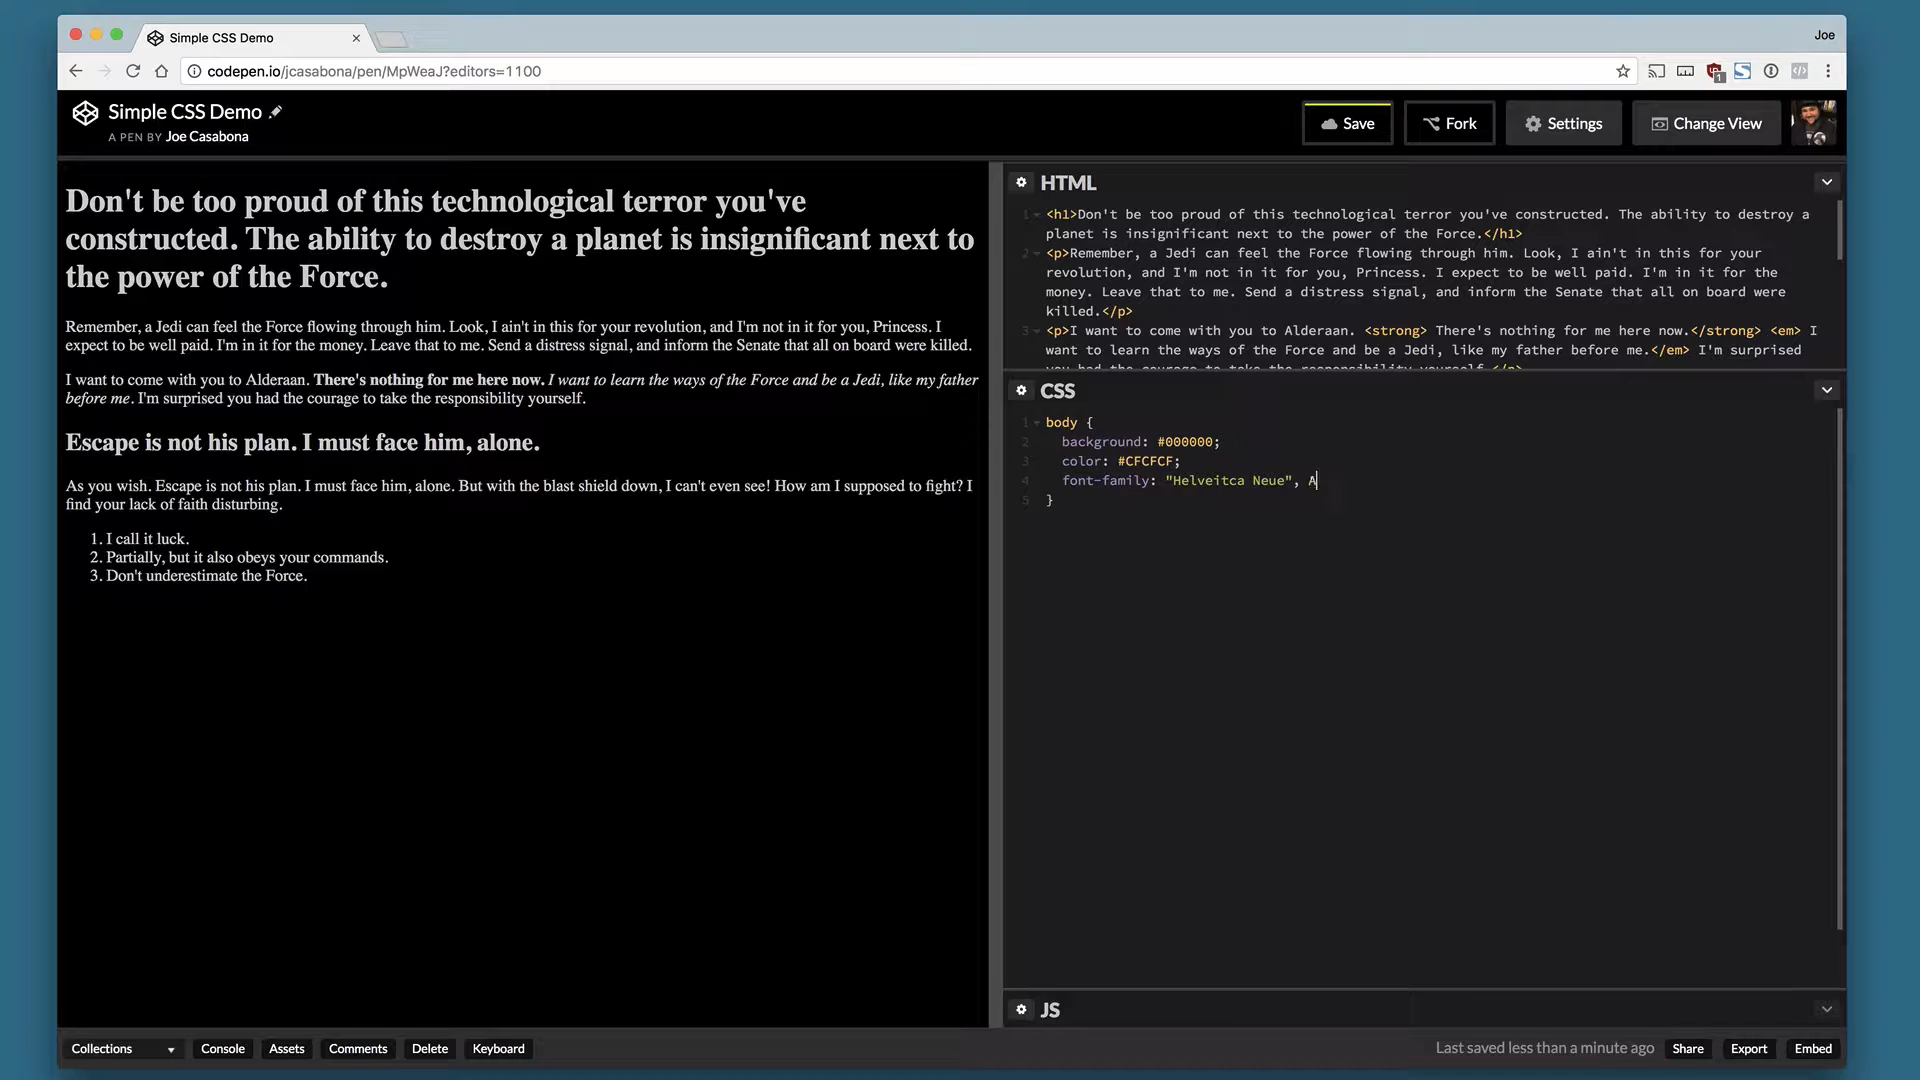 Simple CSS Demo
Joe
codepen.io/jcasabona/pen/MpWeaJ?editors=1100
1
Simple CSS Demo
A PEN BY Joe Casabona
Save
Fork
Settings
Change View
Don't be too proud of this technological terror you've
constructed. The ability to destroy a planet is insignificant next to
the power of the Force.
Remember, a Jedi can feel the Force flowing through him. Look, I ain't in this for your revolution, and I'm not in it for you, Princess. I
expect to be well paid. I'm in it for the money. Leave that to me. Send a distress signal, and inform the Senate that all on board were killed.
I want to come with you to Alderaan. There's nothing for me here now. I want to learn the ways of the Force and be a Jedi, like my father
before me. I'm surprised you had the courage to take the responsibility yourself.
Escape is not his plan. I must face him, alone.
As you wish. Escape is not his plan. I must face him, alone. But with the blast shield down, I can't even see! How am I supposed to fight? I
find your lack of faith disturbing.
1. I call it luck.
2. Partially, but it also obeys your commands.
3. Don't underestimate the Force.
HTML
1 <h1>Don't be too proud of this technological terror you've constructed. The ability to destroy a
planet is insignificant next to the power of the Force.</h1>
2 <p>Remember, a Jedi can feel the Force flowing through him. Look, I ain't in this for your
revolution, and I'm not in it for you, Princess. I expect to be well paid. I'm in it for the
money. Leave that to me. Send a distress signal, and inform the Senate that all on board were
killed.</p>
3 <p>I want to come with you to Alderaan. <strong> There's nothing for me here now.</strong> <em> I
want to learn the ways of the Force and be a Jedi, like my father before me.</em> I'm surprised
you had the courage to take the responsibility yourself.</p>
CSS
1 body {
2 background: #000000;
3 color: #CFCFCF;
4 font-family: "Helveitca Neue", A
5 }
JS
Collections
Console
Assets
Comments
Delete
Keyboard
Last saved less than a minute ago
Share
Export
Embed